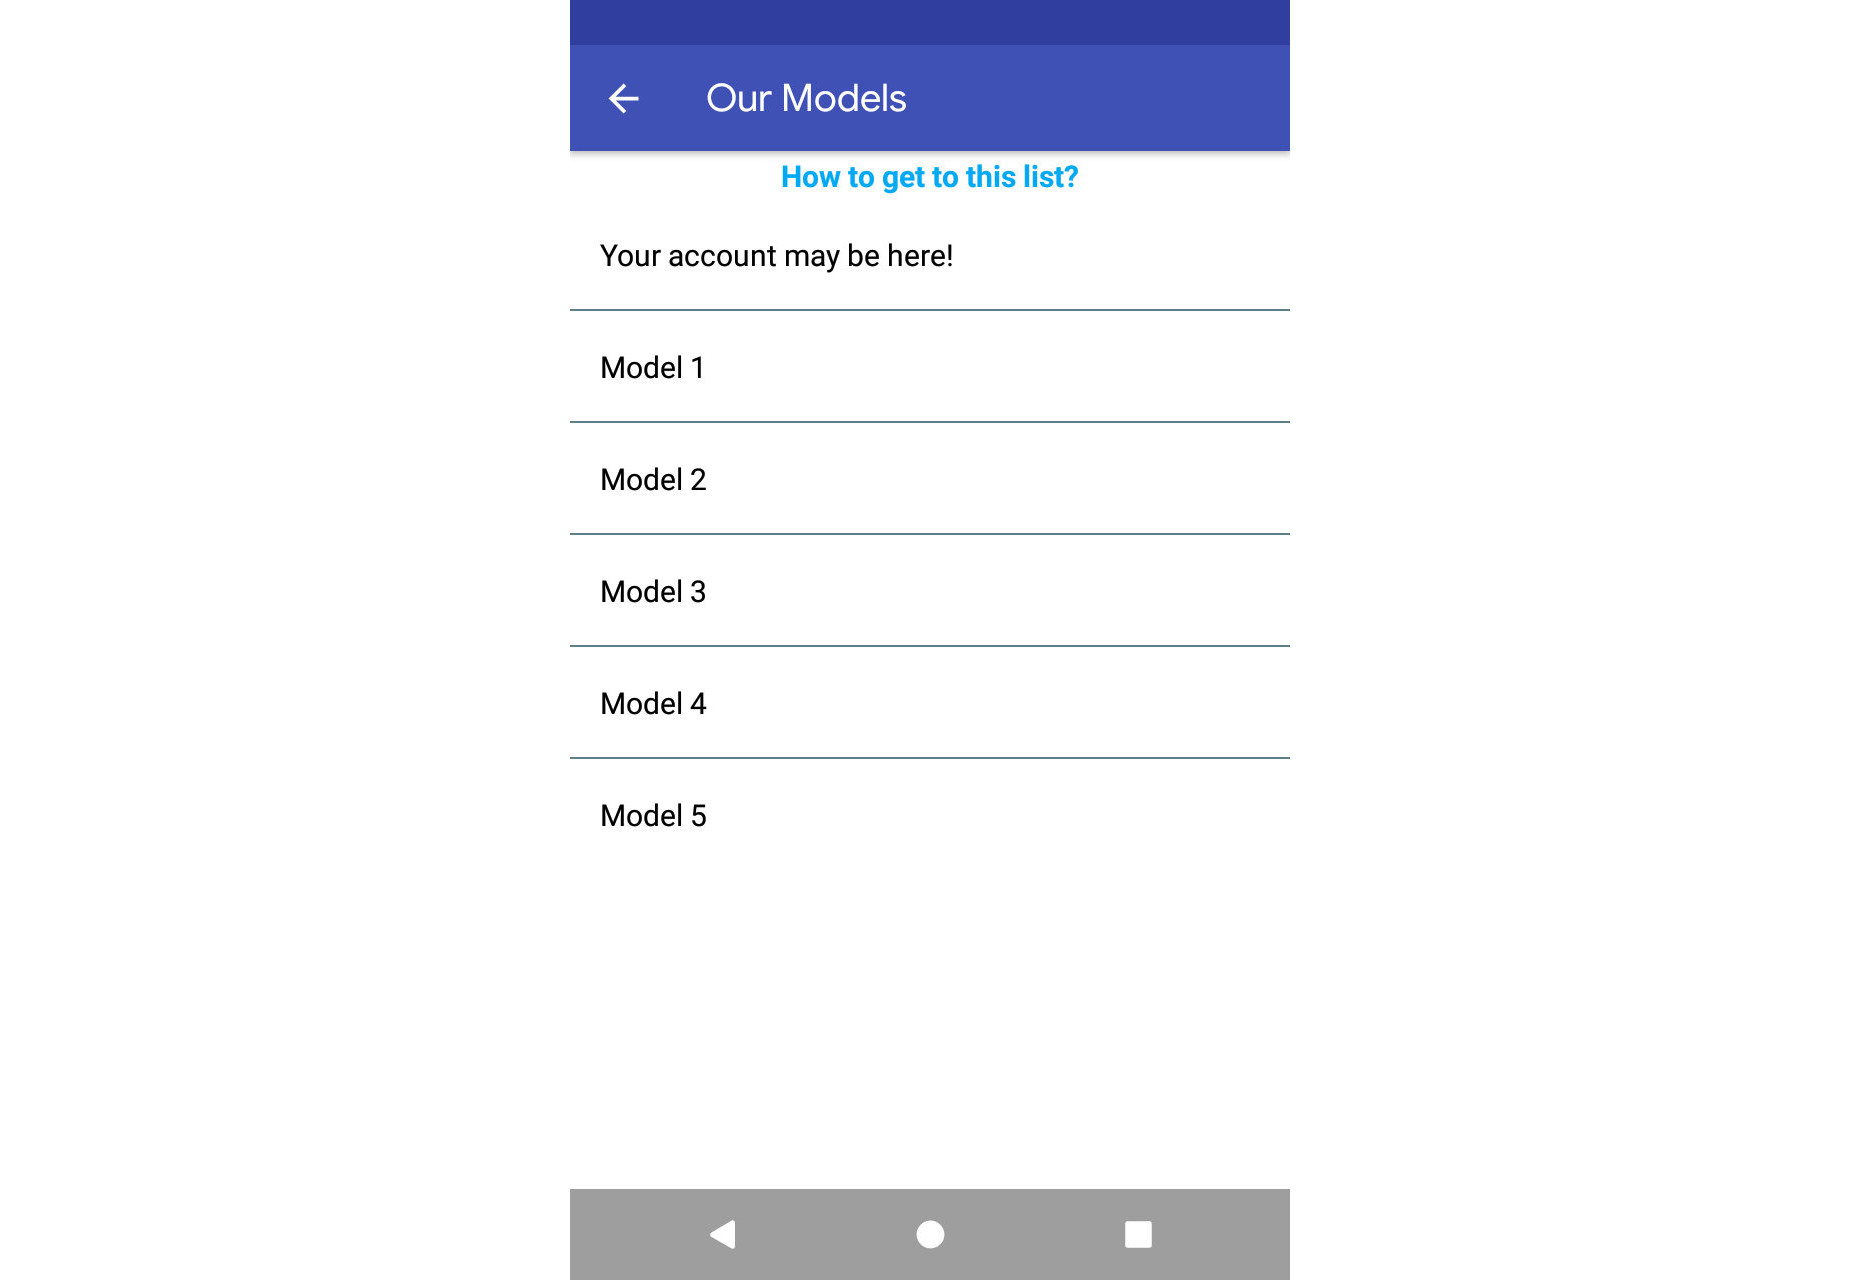 Our Models
How to get to this list?
Your account may be here!
Model 1
Model 2
Model 3
Model 4
Model 5